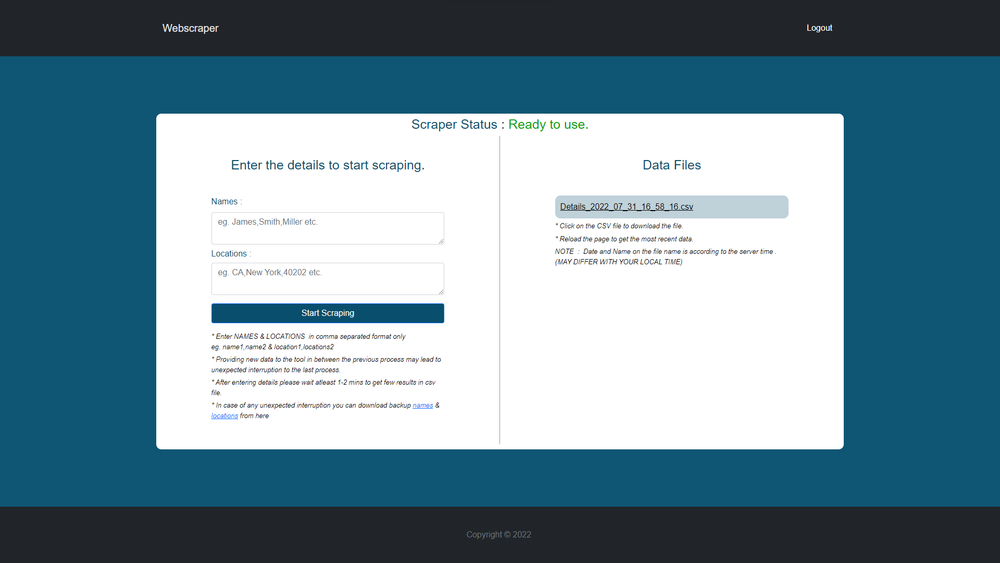 Webscraper
Logout
Scraper Status : Ready to use.
Enter the details to start scraping.
Names :
eg. James,Smith,Miller etc.
Locations :
eg. CA,New York,40202 etc.
Start Scraping
* Enter NAMES & LOCATIONS in comma separated format only
eg. name1,name2 & location1,locations2
* Providing new data to the tool in between the previous process may lead to
unexpected interruption to the last process.
* After entering details please wait atleast 1-2 mins to get few results in csv
file.
* In case of any unexpected interruption you can download backup names &
locations from here
Data Files
Details_2022_07_31_16_58_16.csv
* Click on the CSV file to download the file.
* Reload the page to get the most recent data.
NOTE : Date and Name on the file name is according to the server time .
(MAY DIFFER WITH YOUR LOCAL TIME)
Copyright © 2022